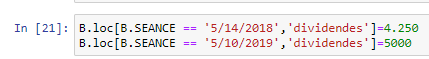 In [21]: B.loc[B.SEANCE == '5/14/2018','dividendes']=4.250
B.loc[B.SEANCE == '5/10/2019','dividendes']=5000